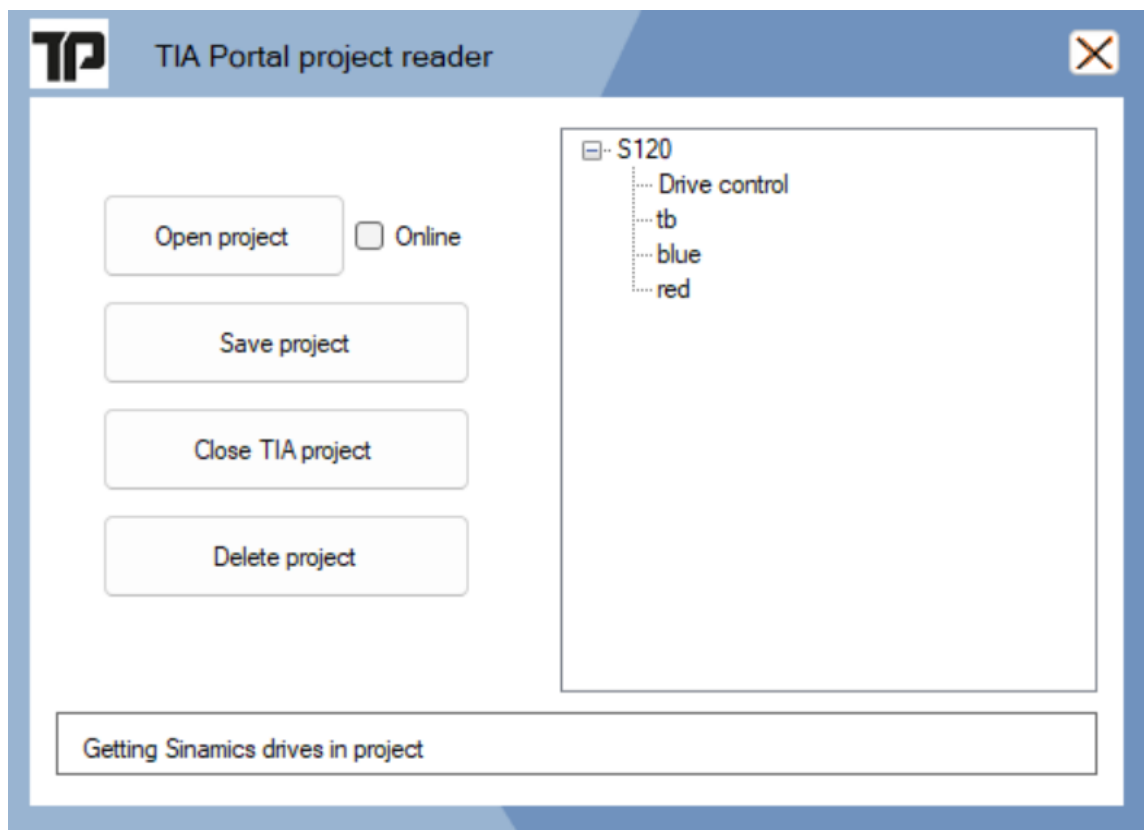 TP TIA Portal project reader
S120
Drive control
tb
blue
red
Open project
Online
Save project
Close TIA project
Delete project
Getting Sinamics drives in project